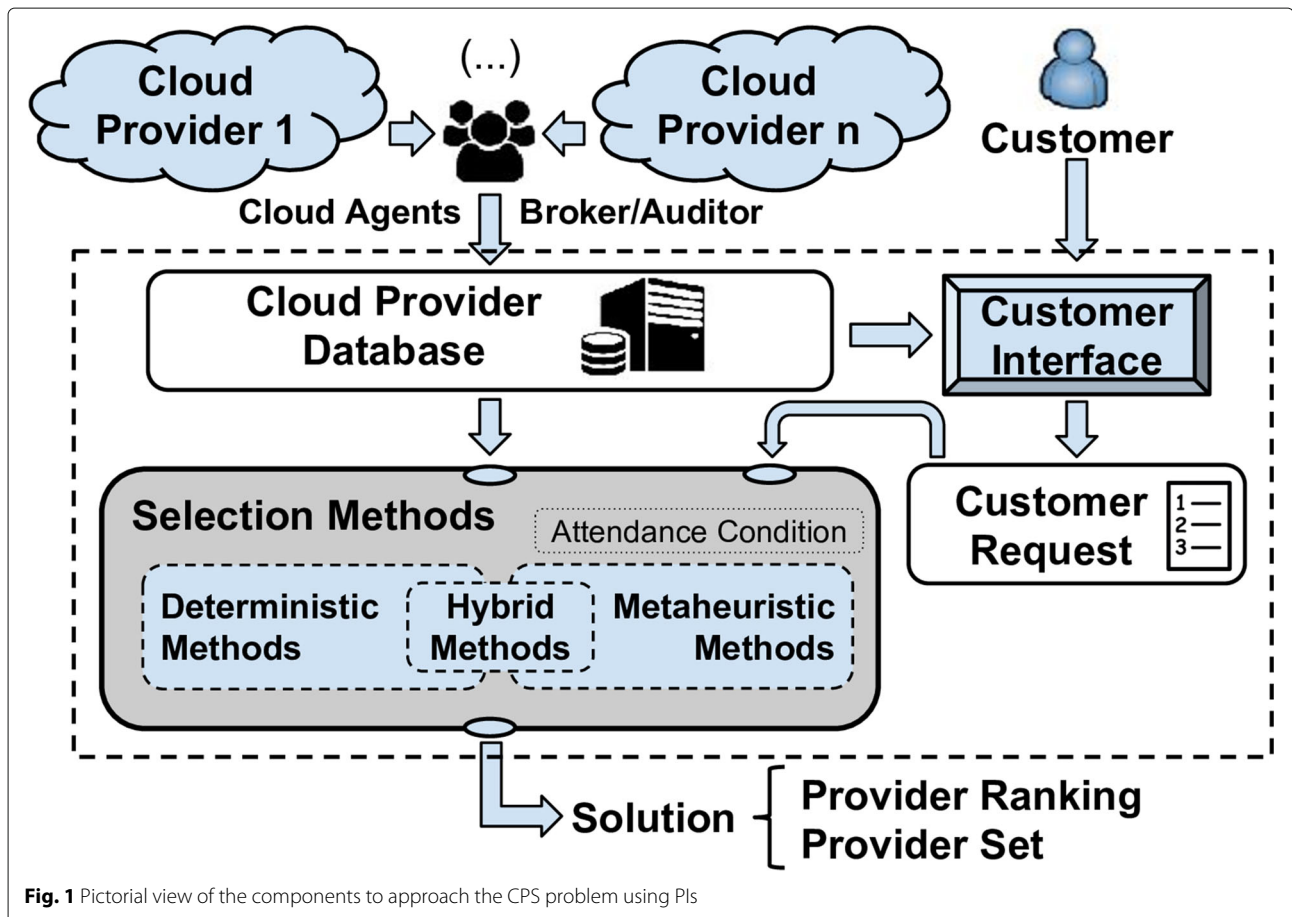 (...)
Cloud
Provider 1
Cloud
Provider n
Customer
Cloud Agents
Broker/Auditor
Cloud Provider
Database
Customer
Interface
Selection Methods
Attendance Condition
Customer
Request
1
2
3
Deterministic
Methods
Hybrid
Methods
Metaheuristic
Methods
Solution
Provider Ranking
Provider Set
Fig. 1 Pictorial view of the components to approach the CPS problem using PIs